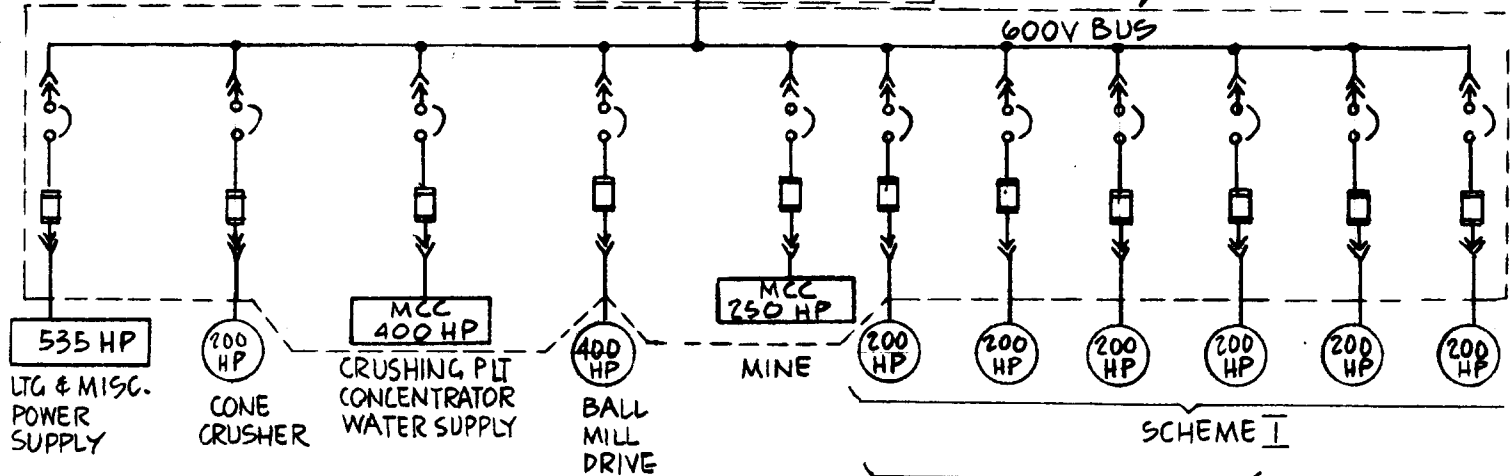 600V BUS
535 HP
LTG & MISC.
POWER
SUPPLY
200
HP
CONE
CRUSHER
MCC
400 HP
CRUSHING PLT
CONCENTRATOR
WATER SUPPLY
400
HP
BALL
MILL
DRIVE
MCC
250 HP
MINE
200
HP
200
HP
200
HP
200
HP
200
HP
200
HP
SCHEME I